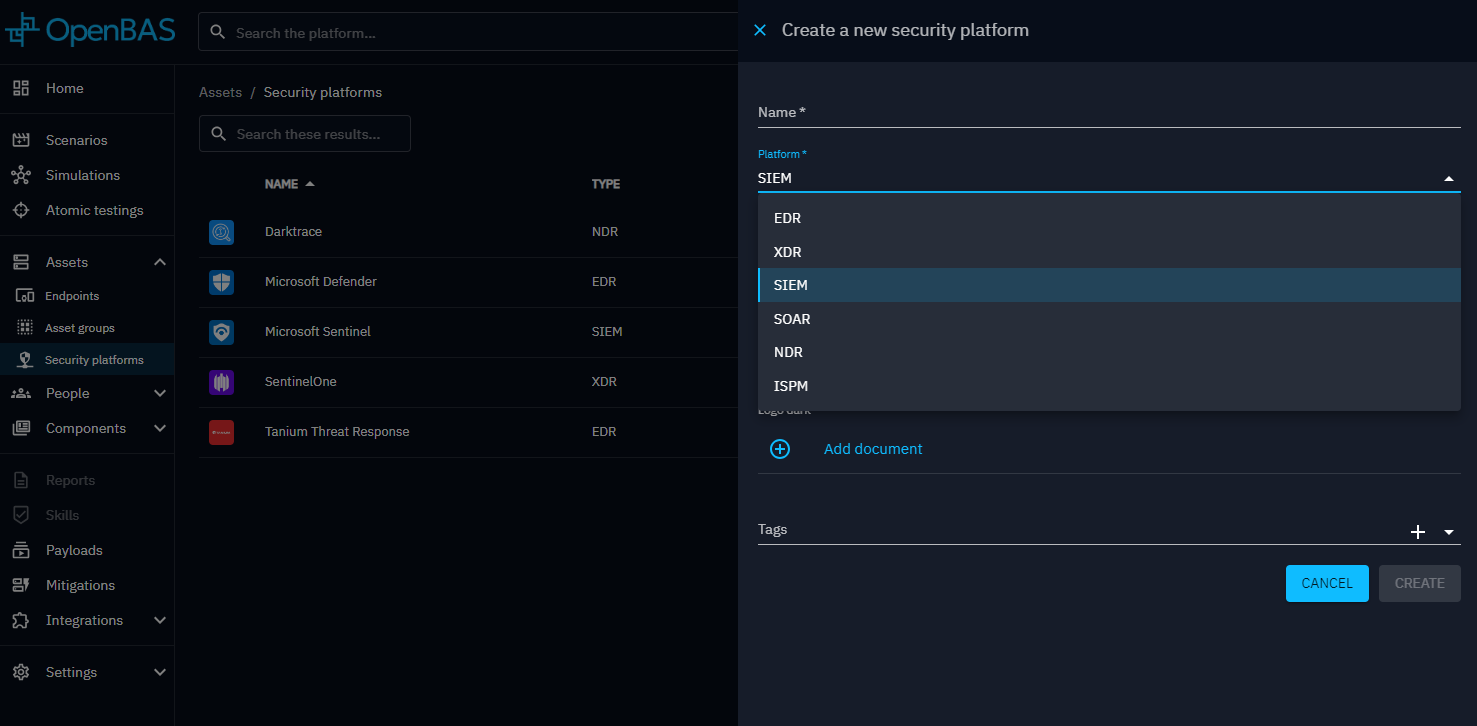 OpenBAS
Search the platform...
Home
Scenarios
Simulations
Atomic testings
Assets
Endpoints
Asset groups
Security platforms
People
Components
Reports
Skills
Payloads
Mitigations
Integrations
Settings
Assets / Security platforms
Search these results...
NAME TYPE
Darktrace NDR
Microsoft Defender EDR
Microsoft Sentinel SIEM
SentinelOne XDR
Tanium Threat Response EDR
Create a new security platform
Name *
Platform *
SIEM
EDR
XDR
SIEM
SOAR
NDR
ISPM
Logo dark
Add document
Tags
CANCEL CREATE